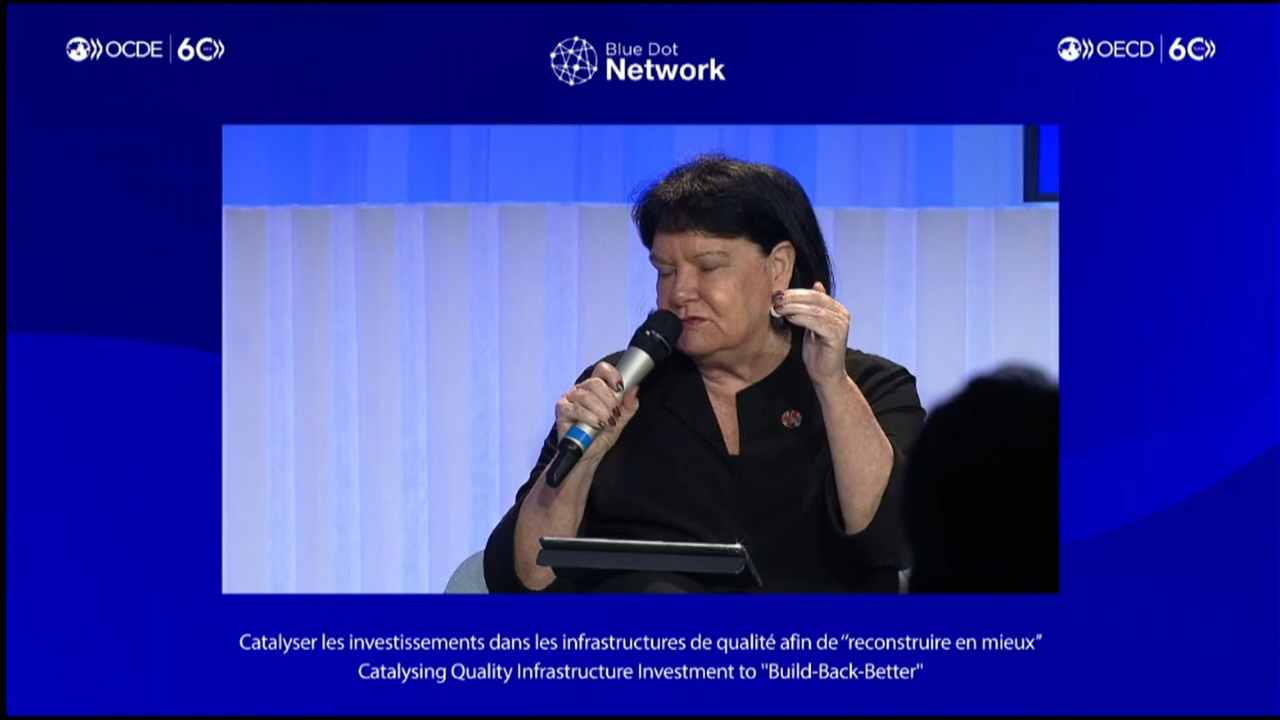 OCDE 60
Blue Dot
Network
OECD 60
Catalyser les investissements dans les infrastructures de qualité afin de “reconstruire en mieux”
Catalysing Quality Infrastructure Investment to "Build-Back-Better"